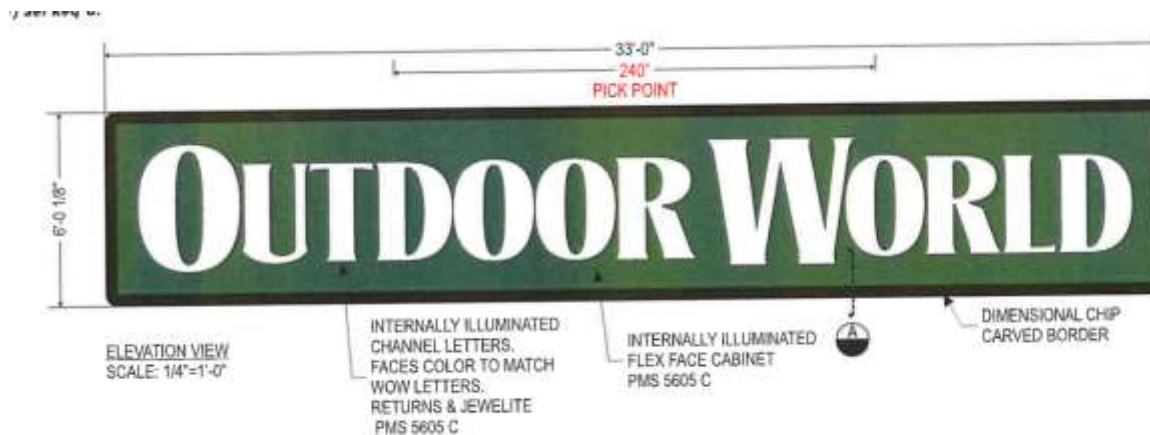 33'-0"
240"
PICK POINT
6'-0 1/8"
OUTDOOR WORLD
ELEVATION VIEW
SCALE: 1/4"=1'-0"
INTERNALLY ILLUMINATED
CHANNEL LETTERS.
FACES COLOR TO MATCH
WOW LETTERS.
RETURNS & JEWELITE
PMS 5605 C
INTERNALLY ILLUMINATED
FLEX FACE CABINET
PMS 5605 C
A
DIMENSIONAL CHIP
CARVED BORDER